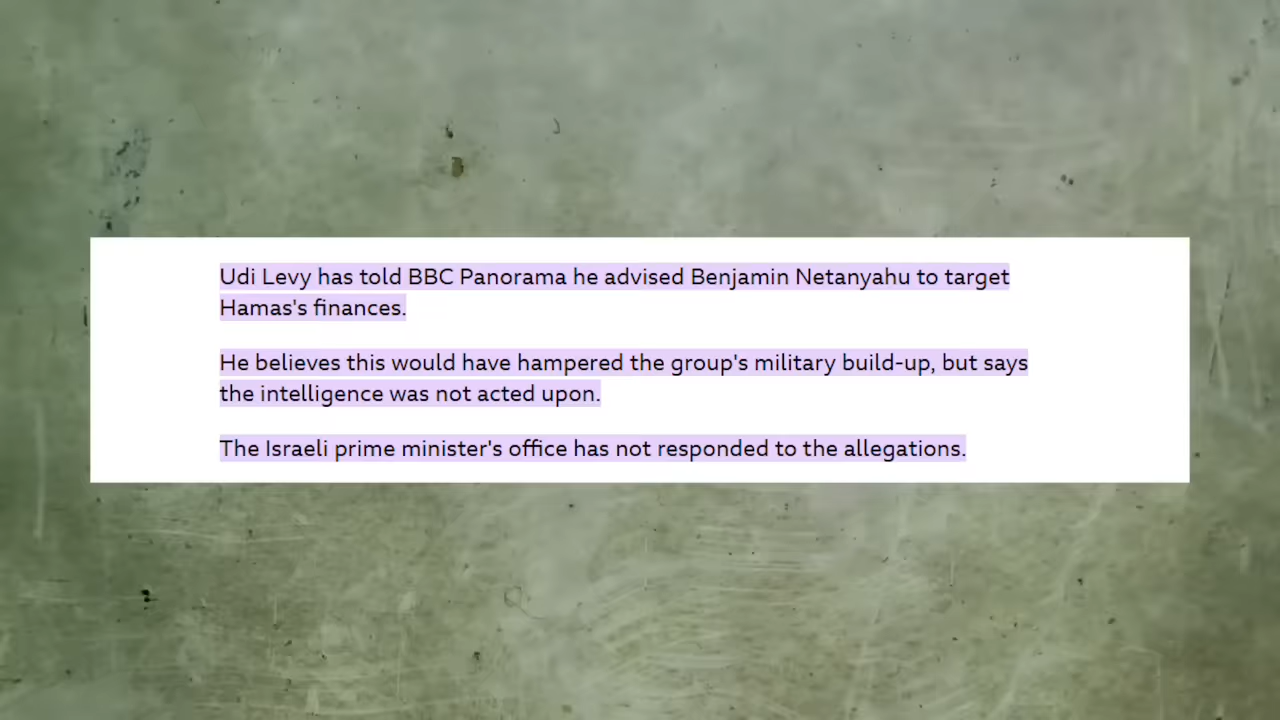 Udi Levy has told BBC Panorama he advised Benjamin Netanyahu to target
Hamas's finances.
He believes this would have hampered the group's military build-up, but says
the intelligence was not acted upon.
The Israeli prime minister's office has not responded to the allegations.